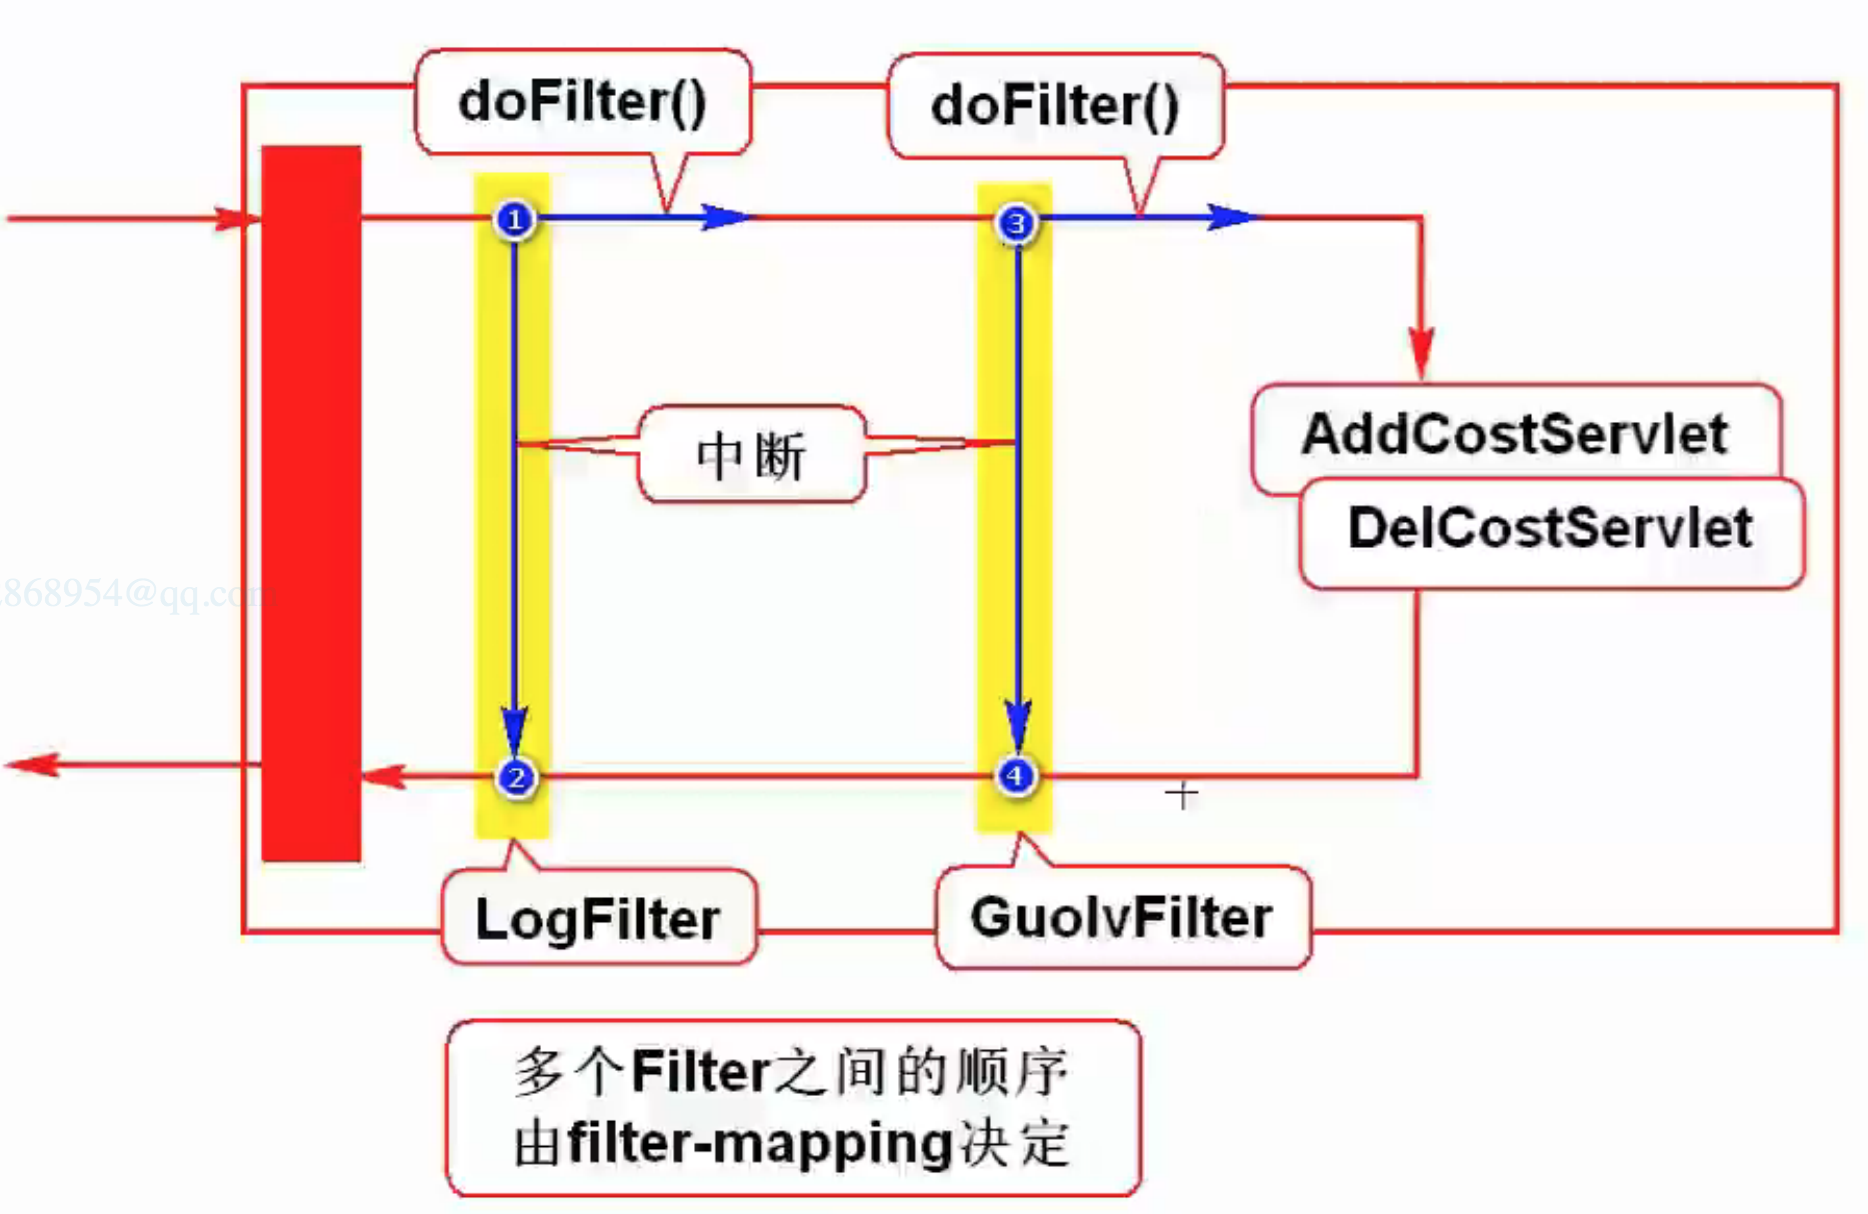 doFilter()
doFilter()
1
3
中断
AddCostServlet
DelCostServlet
868954@qq.com
2
4
LogFilter
GuolvFilter
多个Filter之间的顺序
由filter-mapping决定